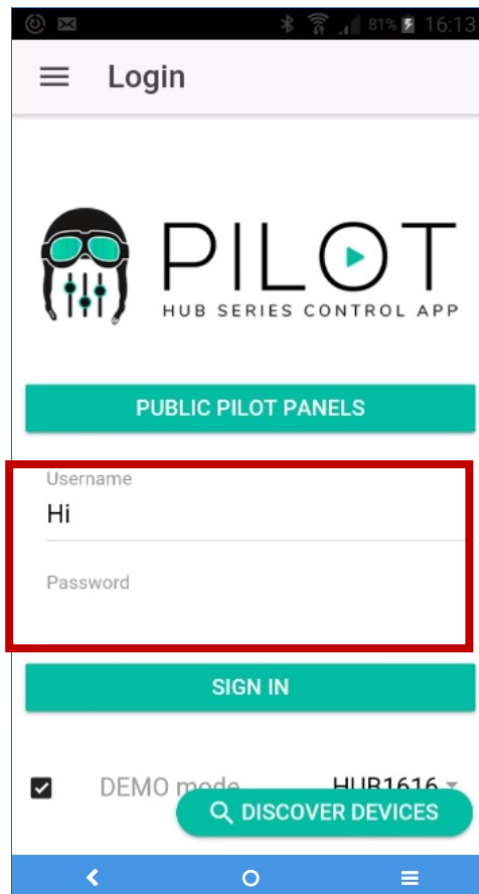 81% 16:13
Login
PILOT
HUB SERIES CONTROL APP
PUBLIC PILOT PANELS
Username
Hi
Password
SIGN IN
DEMO mode HUB1616
DISCOVER DEVICES